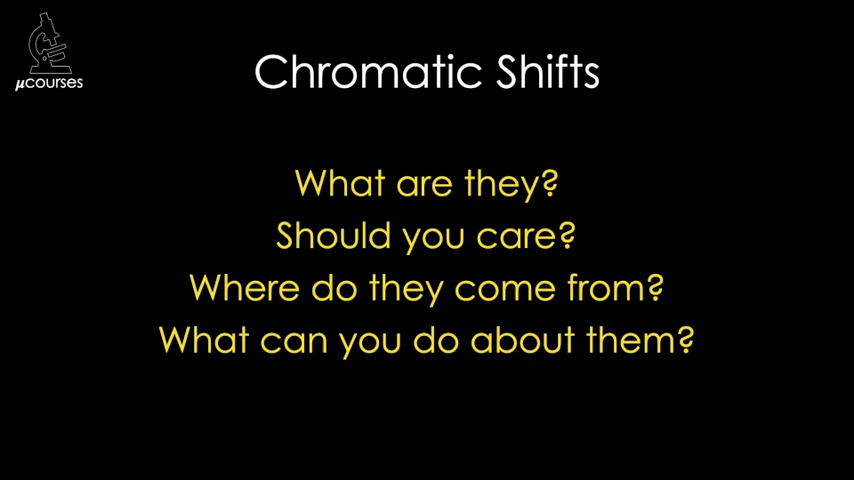 µcourses
Chromatic Shifts
What are they?
Should you care?
Where do they come from?
What can you do about them?